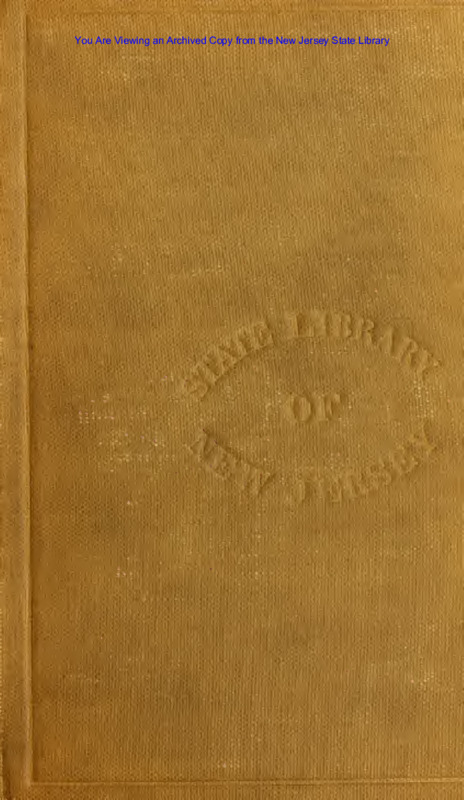 You Are Viewing an Archived Copy from the New Jersey State Library
STATE LIBRARY
OF
NEW JERSEY